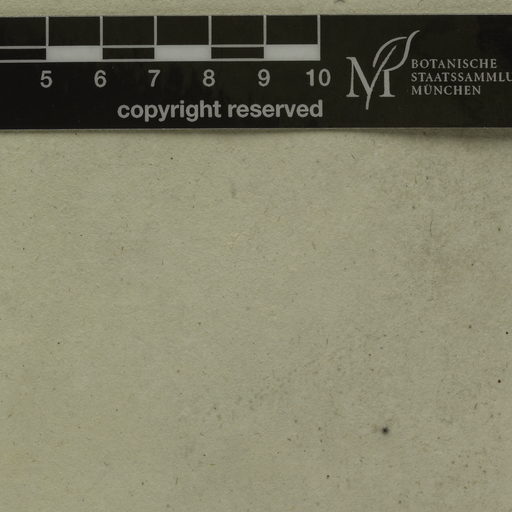 5 6 7 8 9 10
copyright reserved
M
BOTANISCHE
STAATSSAMMLU
MÜNCHEN